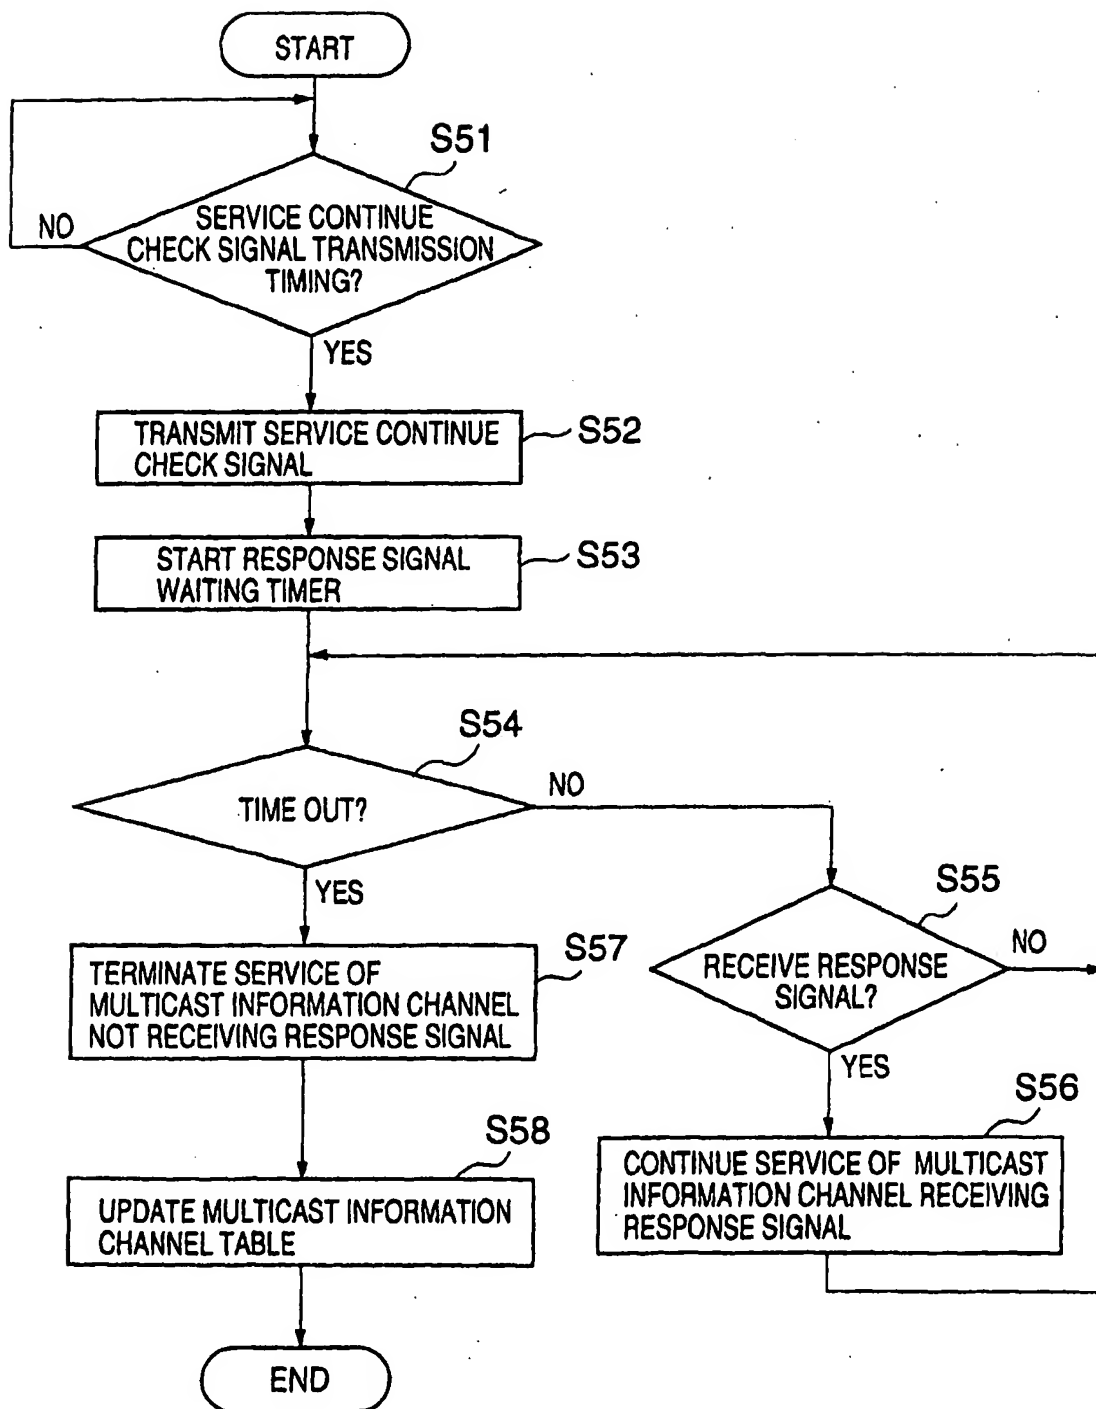 START
S51
NO
SERVICE CONTINUE
CHECK SIGNAL TRANSMISSION
TIMING?
YES
TRANSMIT SERVICE CONTINUE
CHECK SIGNAL
S52
START RESPONSE SIGNAL
WAITING TIMER
S53
S54
TIME OUT?
NO
YES
S55
RECEIVE RESPONSE
SIGNAL?
NO
YES
S57
TERMINATE SERVICE OF
MULTICAST INFORMATION CHANNEL
NOT RECEIVING RESPONSE SIGNAL
S56
CONTINUE SERVICE OF MULTICAST
INFORMATION CHANNEL RECEIVING
RESPONSE SIGNAL
S58
UPDATE MULTICAST INFORMATION
CHANNEL TABLE
END